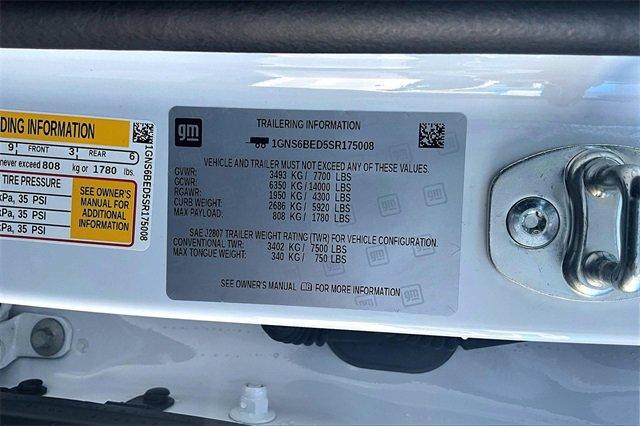 DING INFORMATION
9 FRONT 3 REAR 6
never exceed 808 kg or 1780 lbs.
TIRE PRESSURE
kPa, 35 PSI
kPa, 35 PSI
kPa, 35 PSI
SEE OWNER'S
MANUAL FOR
ADDITIONAL
INFORMATION
1GNS6BED5SR175008
gm
TRAILERING INFORMATION
1GNS6BED5SR175008
VEHICLE AND TRAILER MUST NOT EXCEED ANY OF THESE VALUES.
GVWR: 3493 KG / 7700 LBS
GCWR: 6350 KG / 14000 LBS
RGAWR: 1950 KG / 4300 LBS
CURB WEIGHT: 2686 KG / 5920 LBS
MAX PAYLOAD: 808 KG / 1780 LBS
SAE J2807 TRAILER WEIGHT RATING (TWR) FOR VEHICLE CONFIGURATION.
CONVENTIONAL TWR: 3402 KG / 7500 LBS
MAX TONGUE WEIGHT: 340 KG / 750 LBS
SEE OWNER'S MANUAL FOR MORE INFORMATION